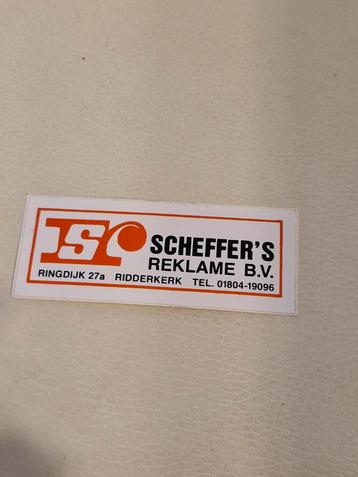 S
SCHEFFER'S
REKLAME B.V.
RINGDIJK 27a RIDDERKERK TEL. 01804-19096